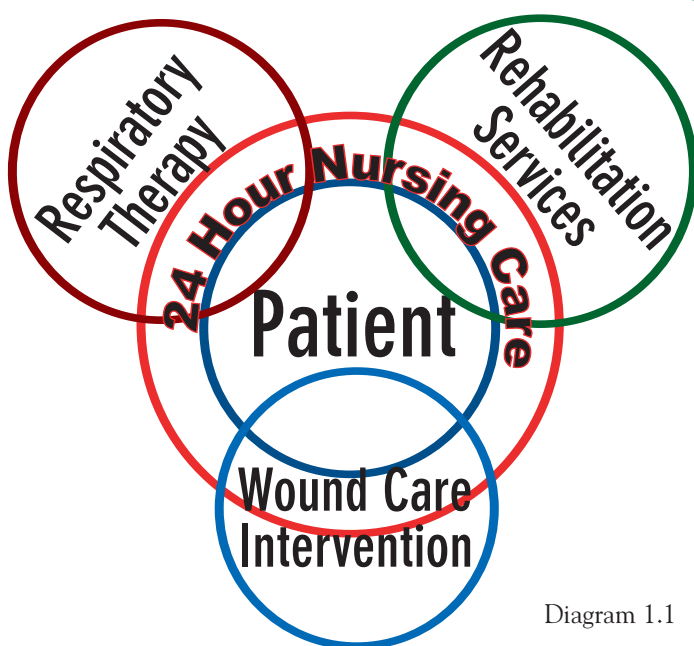 Respiratory
Therapy
Rehabilitation
Services
24 Hour Nursing Care
Patient
Wound Care
Intervention
Diagram 1.1